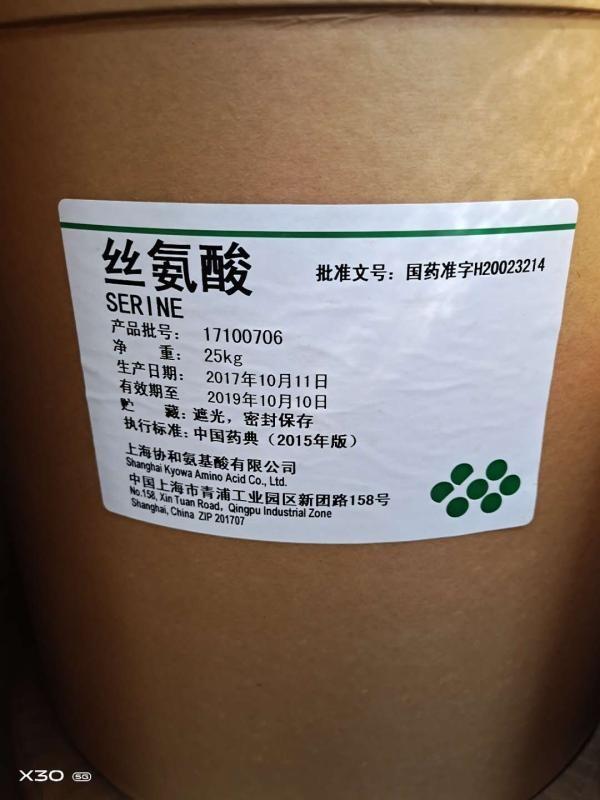 丝氨酸
批准文号：国药准字H20023214
SERINE
产品批号：17100706
净　　重：25kg
生产日期：2017年10月11日
有效期至 2019年10月10日
贮　　藏：遮光，密封保存
执行标准：中国药典（2015年版）
上海协和氨基酸有限公司
Shanghai Kyowa Amino Acid Co., Ltd.
中国上海市青浦工业园区新团路158号
No.158, Xin Tuan Road, Qingpu Industrial Zone
Shanghai, China ZIP 201707
X30 5G